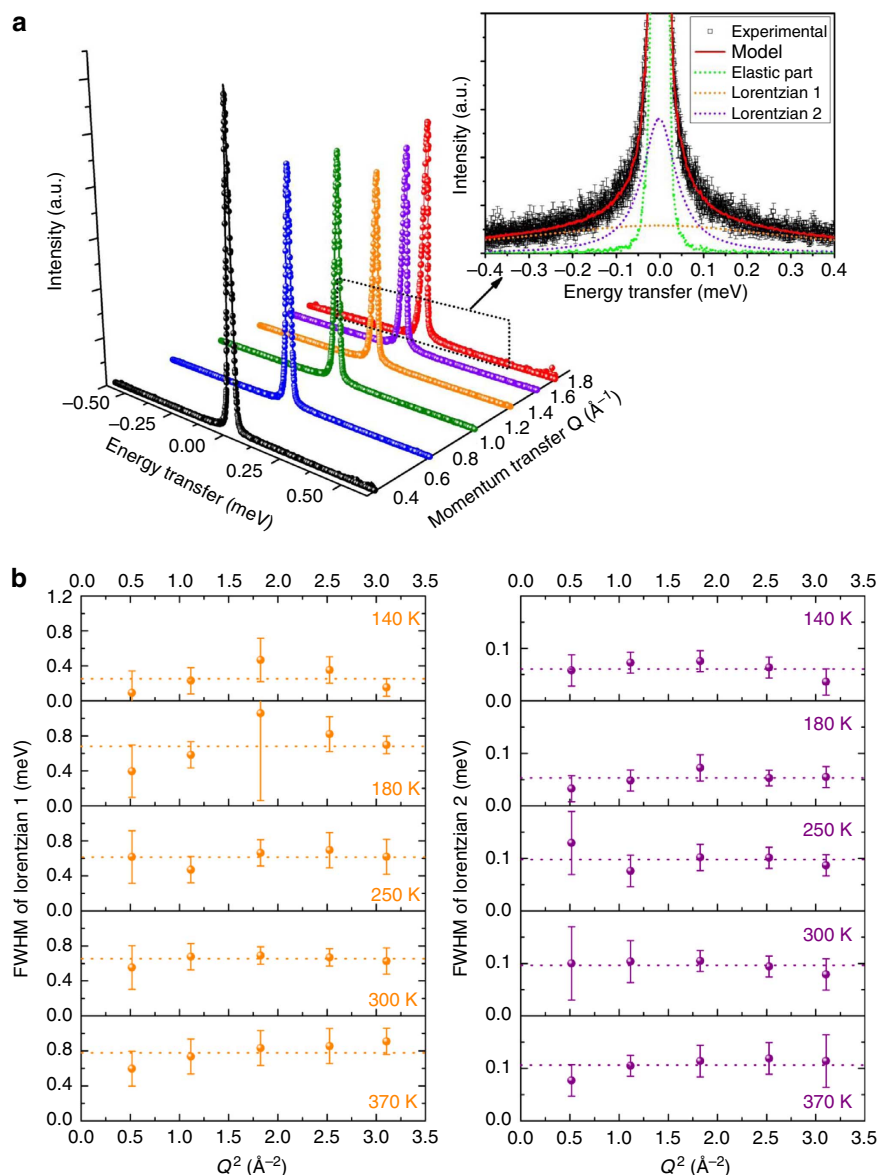 a
Intensity (a.u.)
−0.50
−0.25
0.00
0.25
0.50
Energy transfer (meV)
0.4
0.6
0.8
1.0
1.2
1.4
1.6
1.8
Momentum transfer Q (Å⁻¹)
Intensity (a.u.)
Experimental
Model
Elastic part
Lorentzian 1
Lorentzian 2
−0.4 −0.3 −0.2 −0.1 0.0 0.1 0.2 0.3 0.4
Energy transfer (meV)
b
0.0 0.5 1.0 1.5 2.0 2.5 3.0 3.5
1.2
0.8
0.4
0.0
140 K
0.8
0.4
0.0
180 K
0.8
0.4
0.0
250 K
0.8
0.4
0.0
300 K
0.8
0.4
0.0
370 K
FWHM of lorentzian 1 (meV)
0.0 0.5 1.0 1.5 2.0 2.5 3.0 3.5
Q² (Å⁻²)
0.0 0.5 1.0 1.5 2.0 2.5 3.0 3.5
0.1
0.0
140 K
0.1
0.0
180 K
0.1
0.0
250 K
0.1
0.0
300 K
0.1
0.0
370 K
FWHM of lorentzian 2 (meV)
0.0 0.5 1.0 1.5 2.0 2.5 3.0 3.5
Q² (Å⁻²)